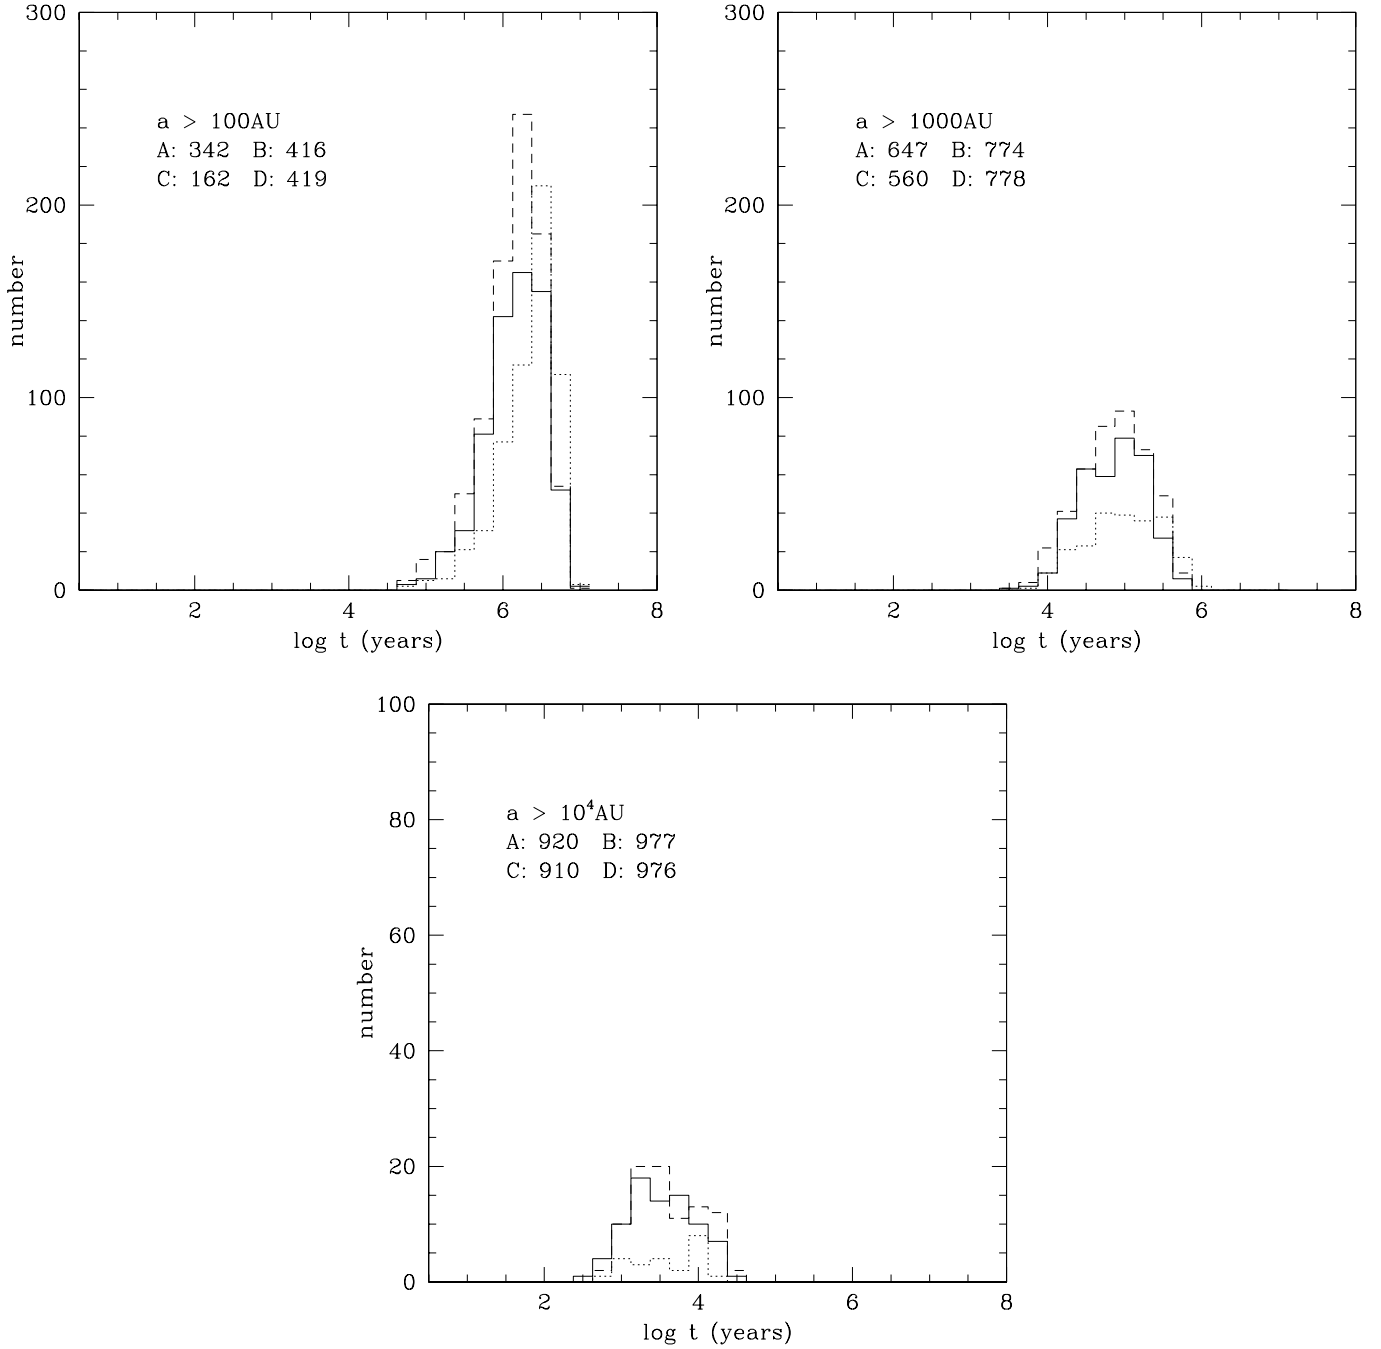 300
200
100
0
2 4 6 8
number
log t (years)
a > 100AU
A: 342 B: 416
C: 162 D: 419
300
200
100
0
2 4 6 8
number
log t (years)
a > 1000AU
A: 647 B: 774
C: 560 D: 778
100
80
60
40
20
0
2 4 6 8
number
log t (years)
a > 10⁴AU
A: 920 B: 977
C: 910 D: 976